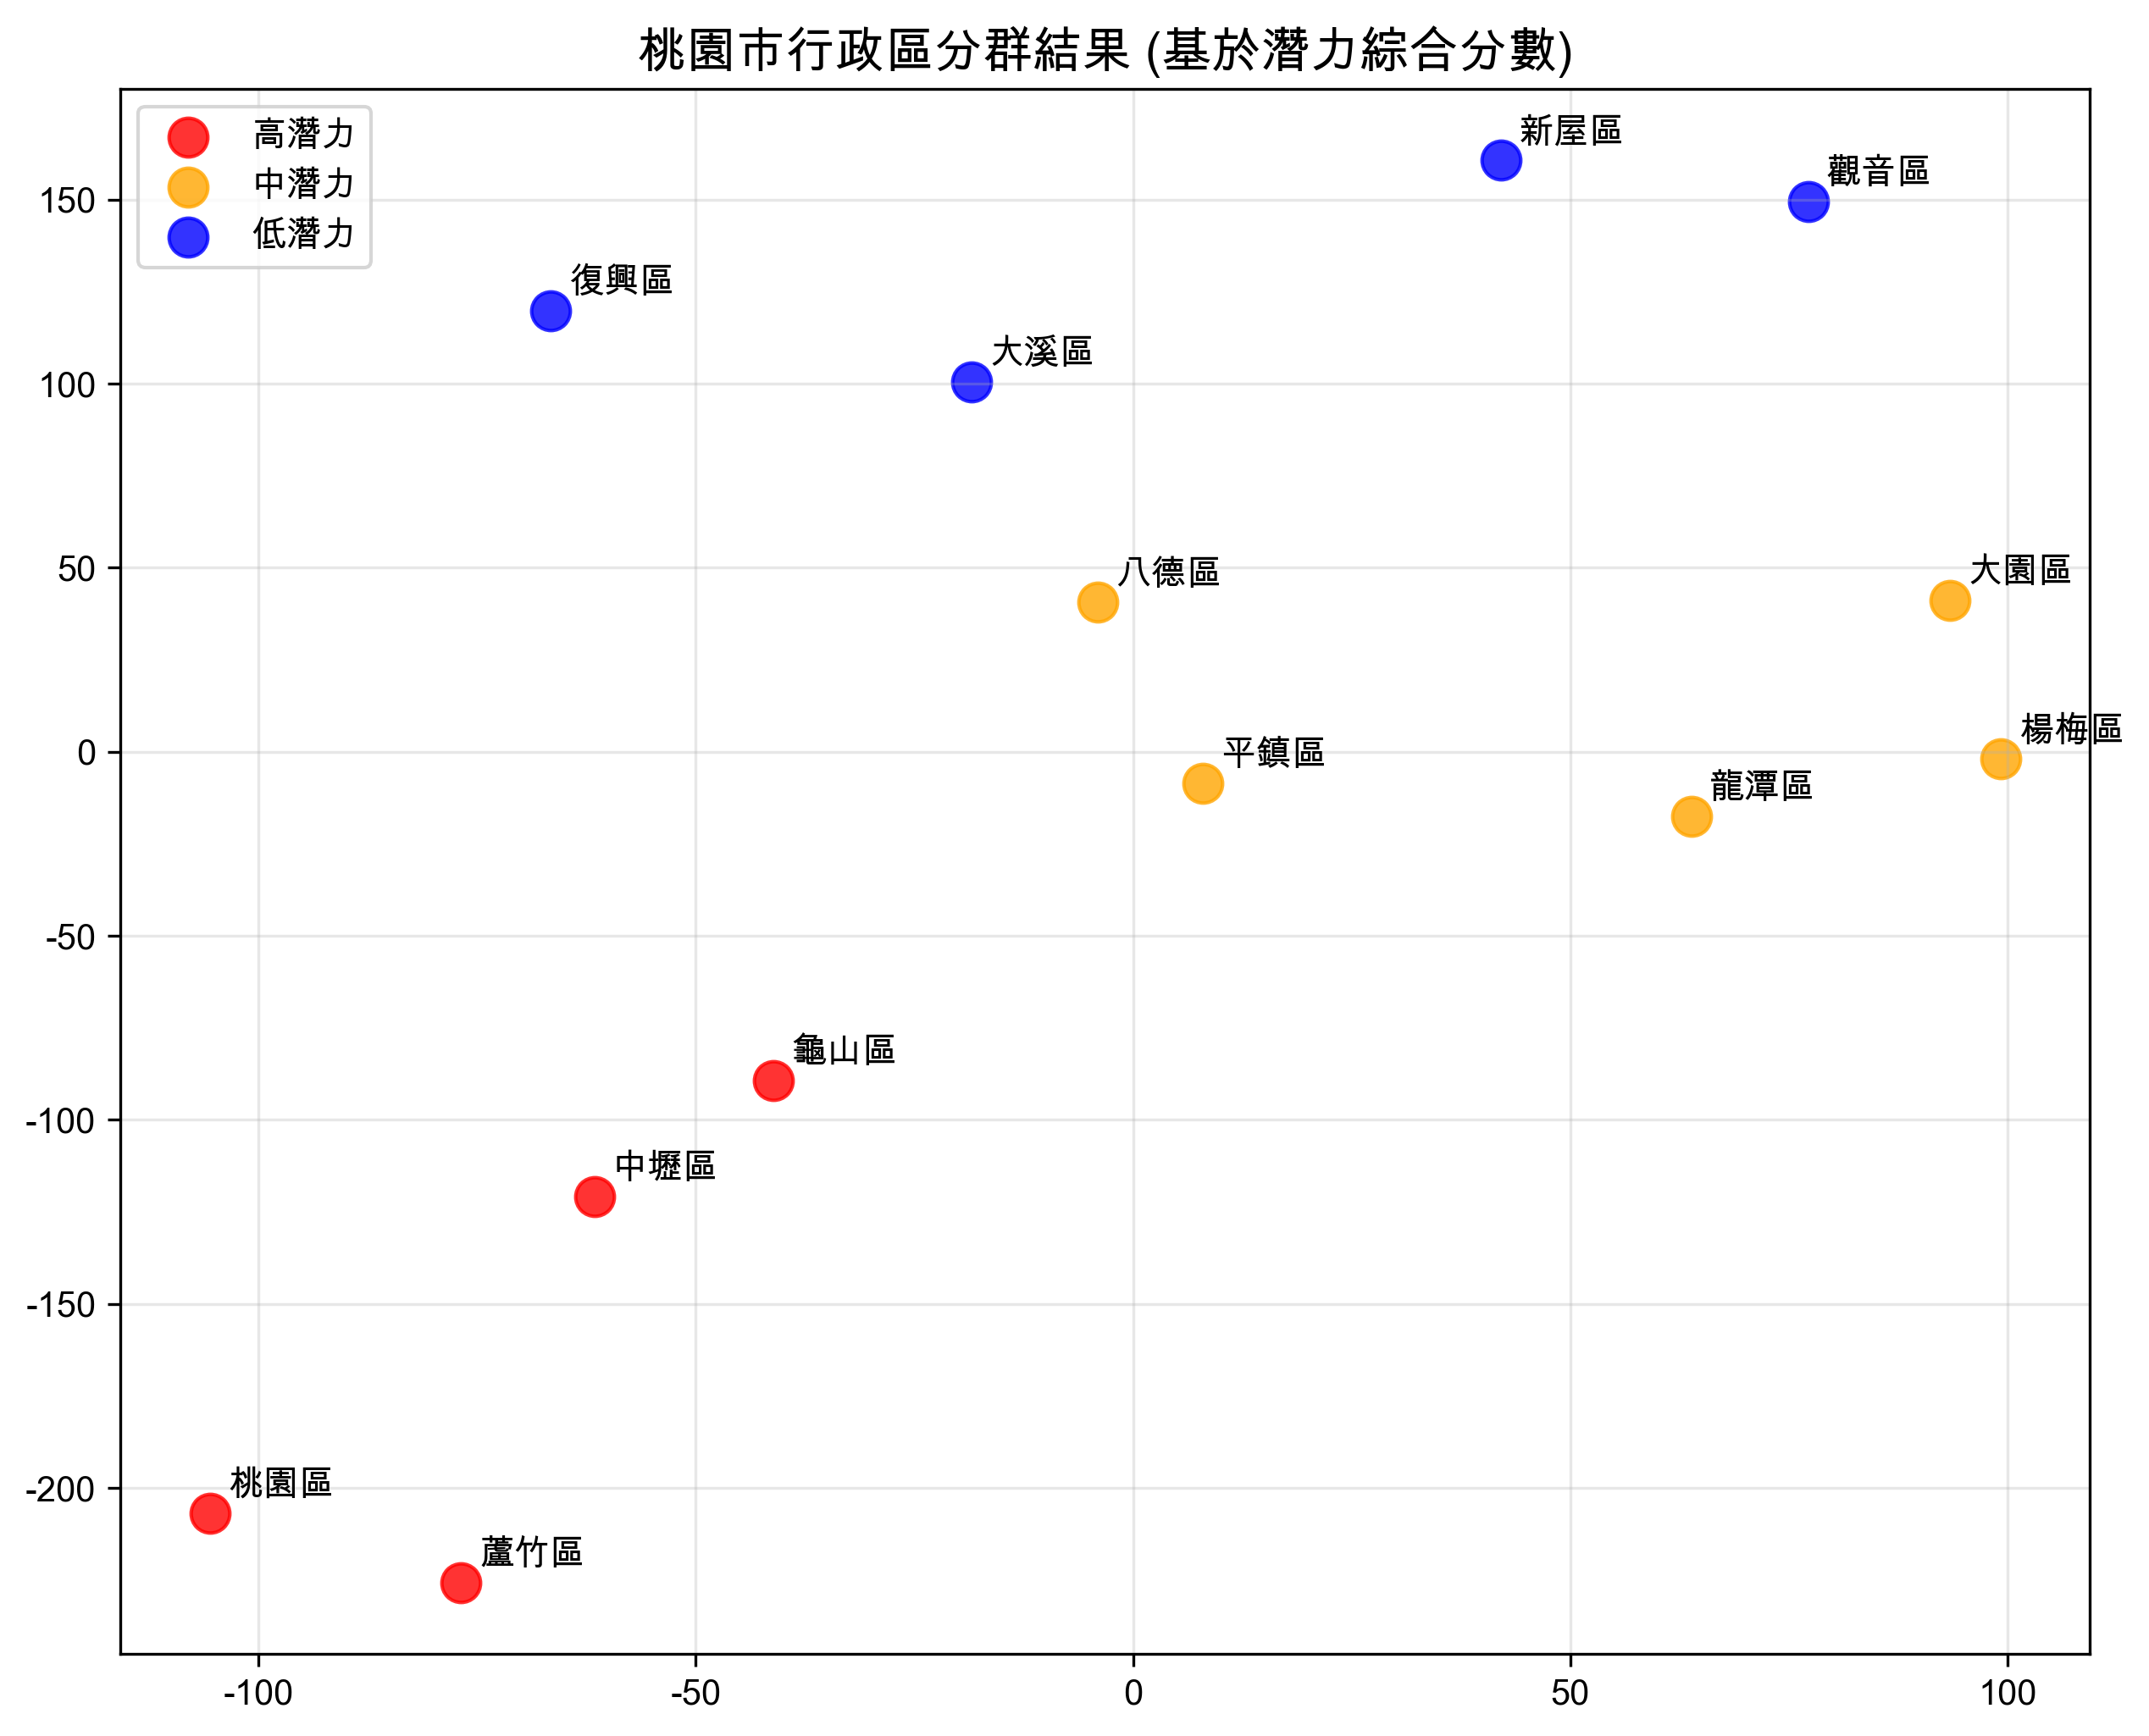 桃園市行政區分群結果 (基於潛力綜合分數)
高潛力
中潛力
低潛力
新屋區
觀音區
復興區
大溪區
八德區
大園區
楊梅區
平鎮區
龍潭區
龜山區
中壢區
桃園區
蘆竹區
150
100
50
0
-50
-100
-150
-200
-100
-50
0
50
100